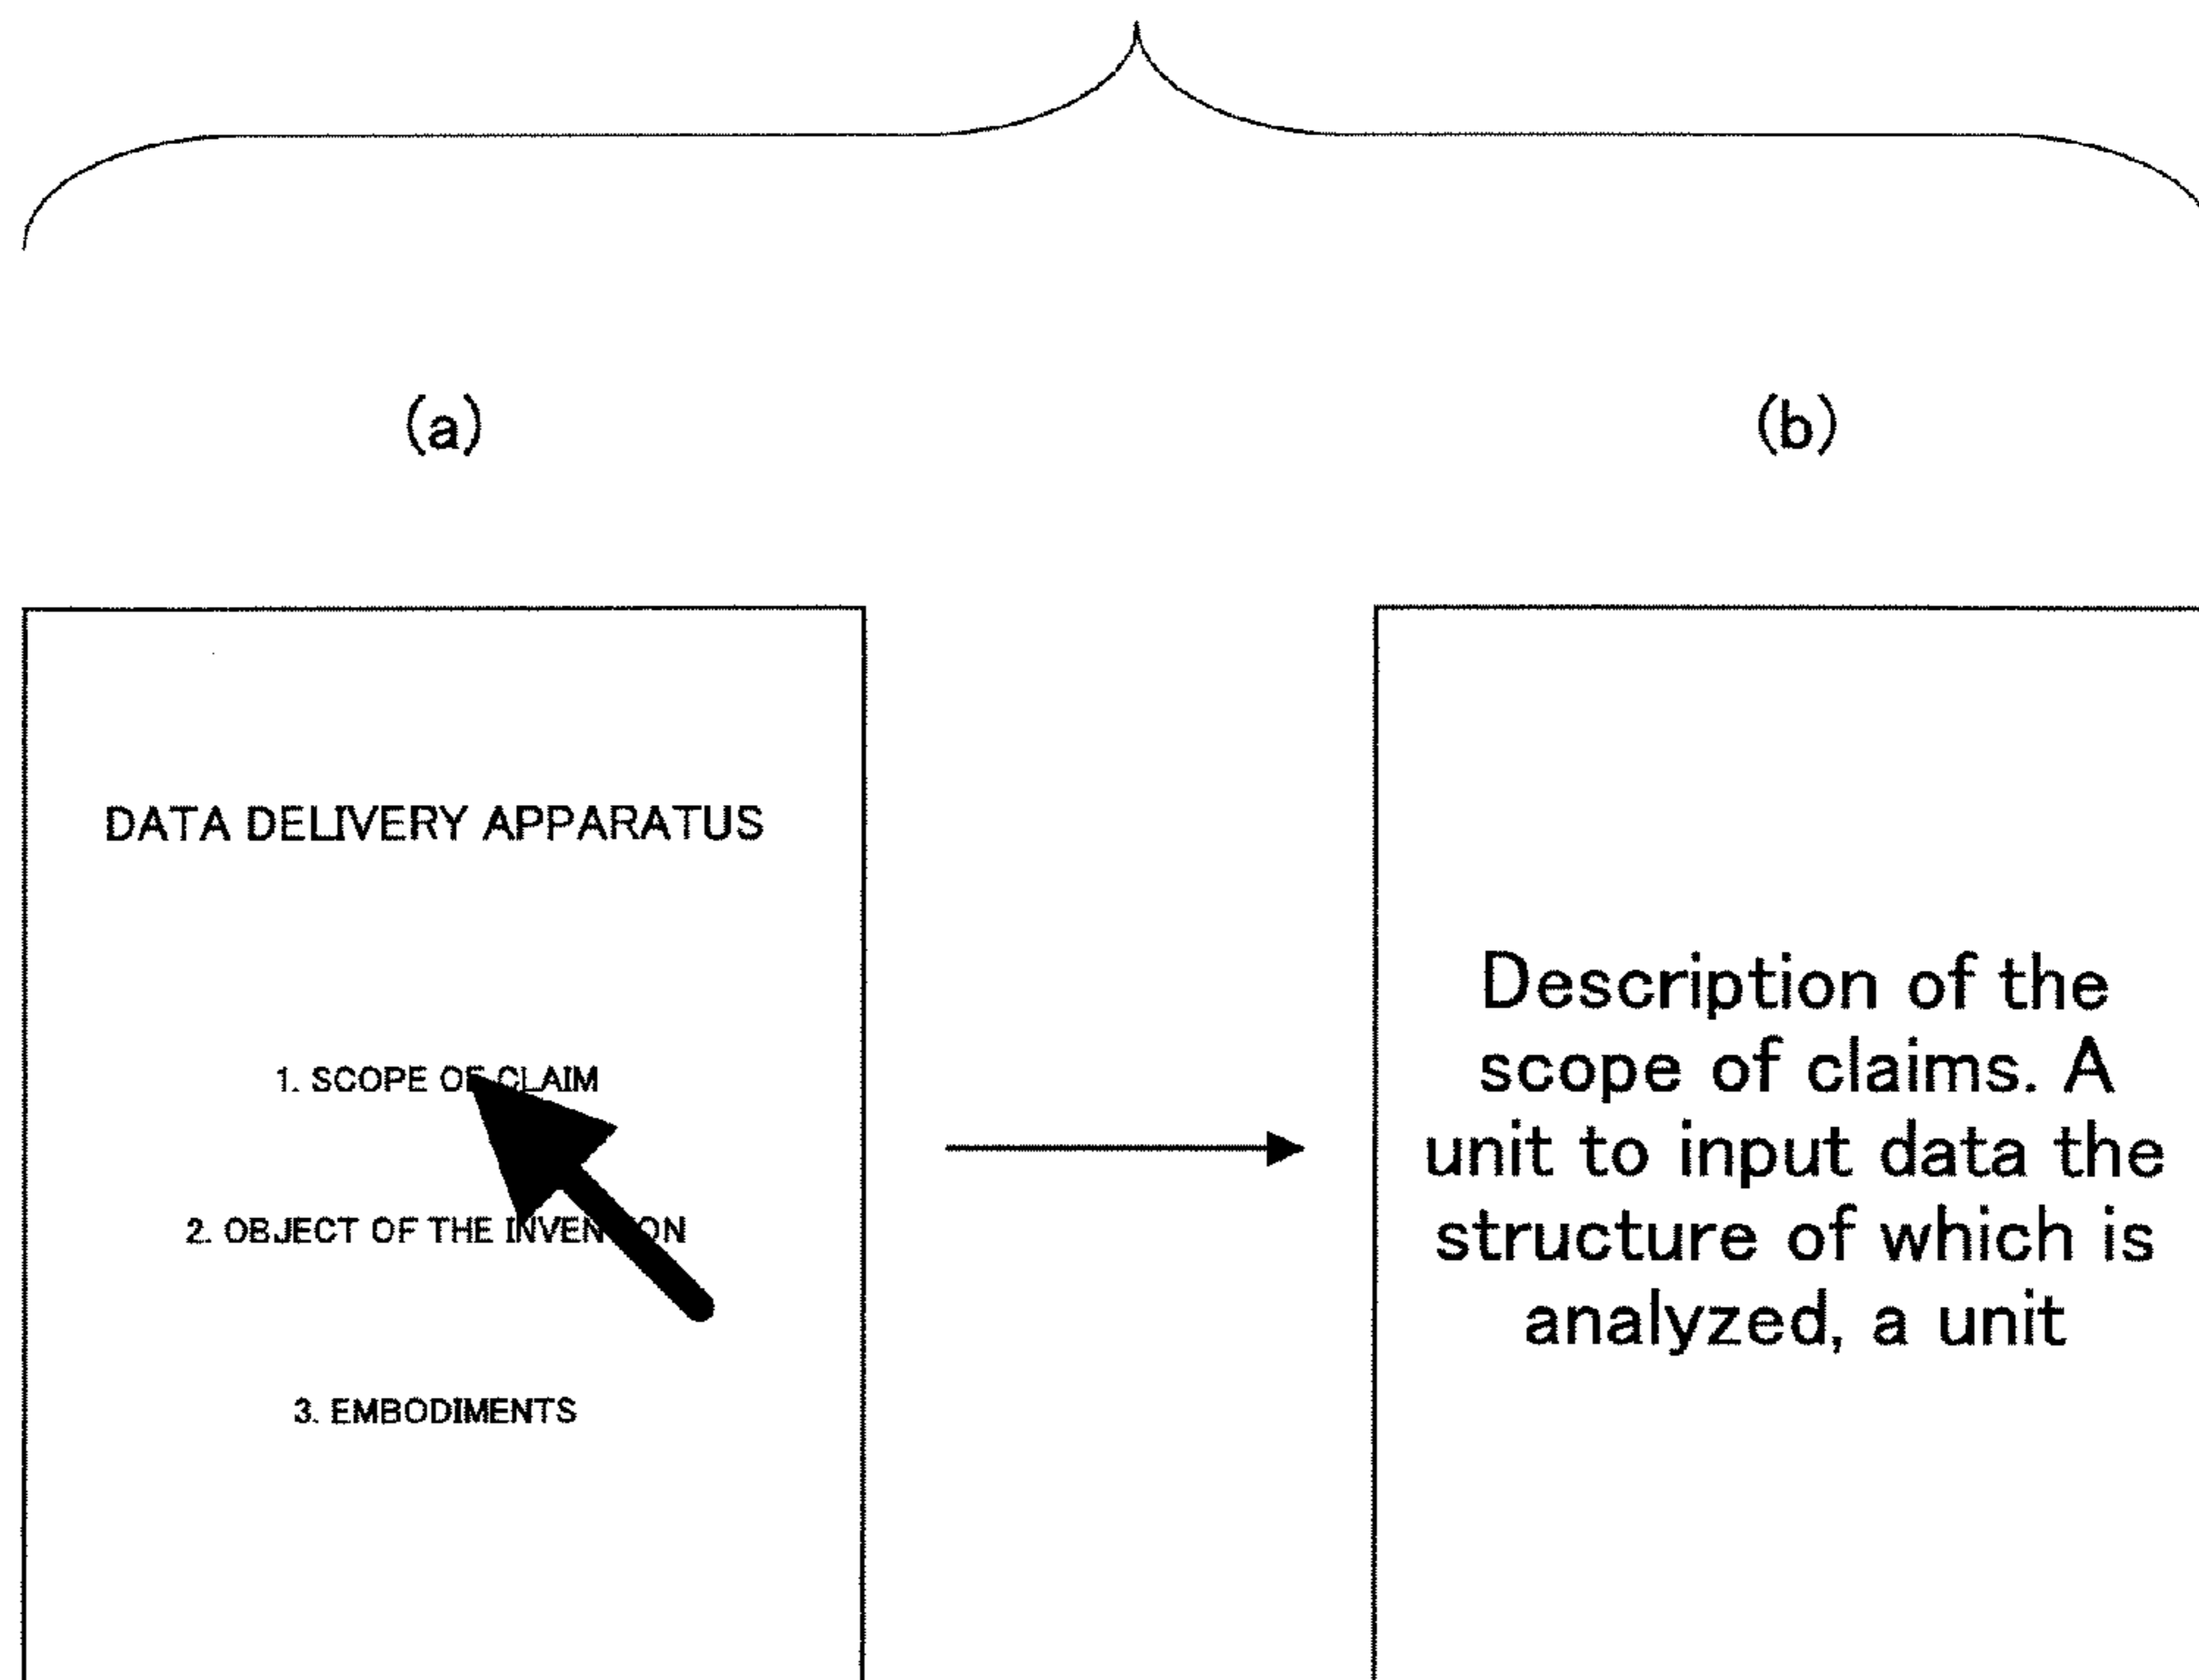 (a)
(b)
DATA DELIVERY APPARATUS
1. SCOPE OF CLAIM
2. OBJECT OF THE INVENTION
3. EMBODIMENTS
Description of the
scope of claims. A
unit to input data the
structure of which is
analyzed, a unit